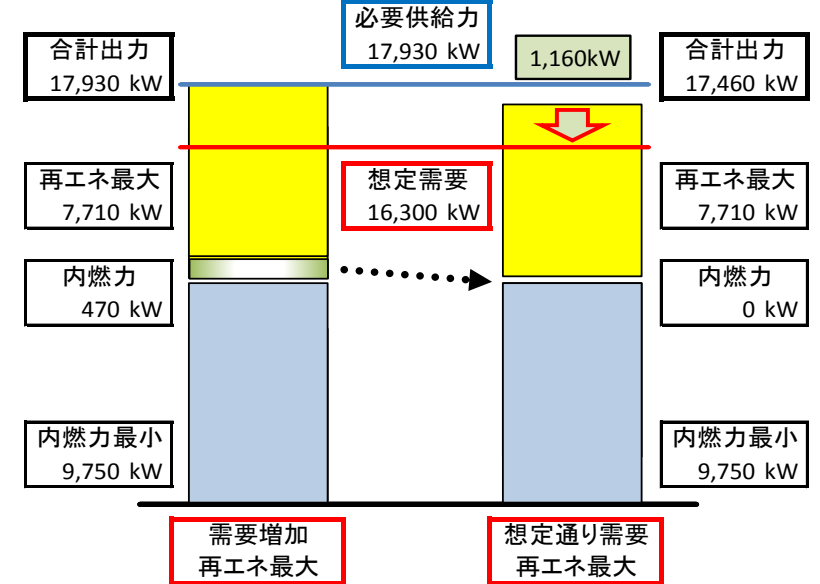 必要供給力
17,930 kW
1,160kW
合計出力
17,930 kW
合計出力
17,460 kW
再エネ最大
7,710 kW
想定需要
16,300 kW
再エネ最大
7,710 kW
内燃力
470 kW
内燃力
0 kW
内燃力最小
9,750 kW
内燃力最小
9,750 kW
需要増加
再エネ最大
想定通り需要
再エネ最大